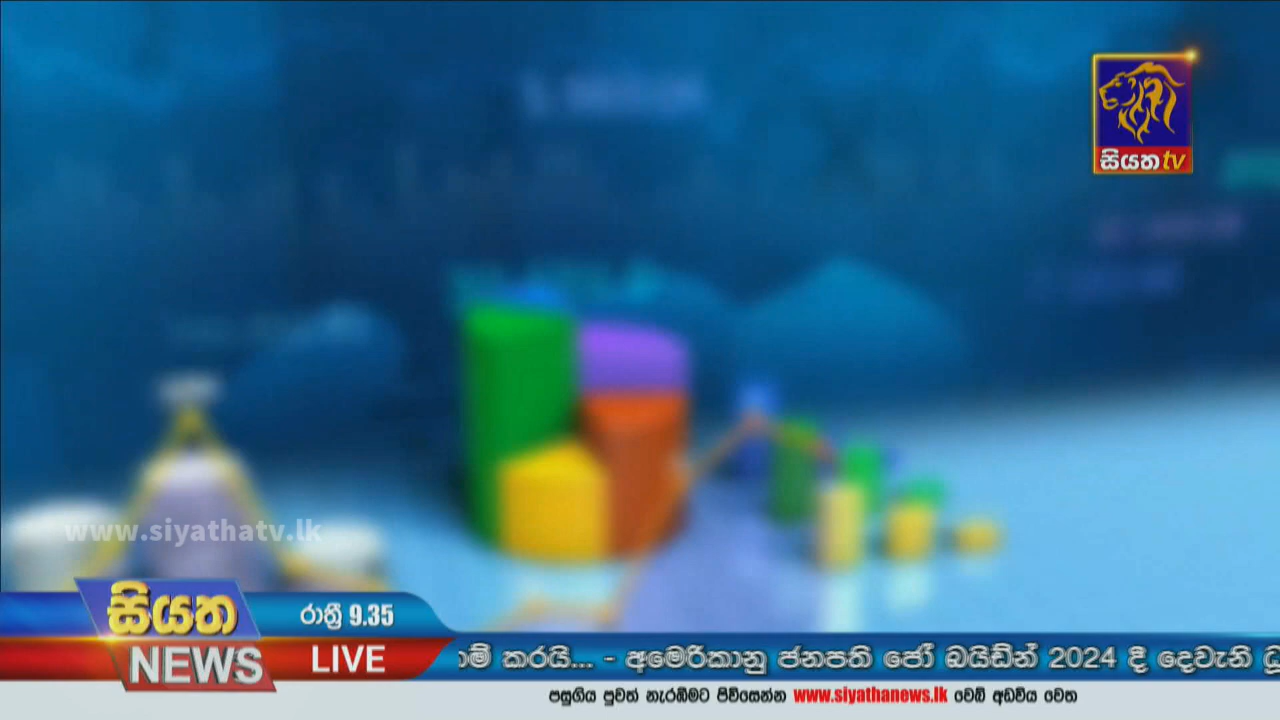 සියත tv
www.siyathatv.lk
සියත
NEWS
රාත්‍රී 9.35
LIVE
කරයි... - අමෙරිකානු ජනපති ජෝ බයිඩ්න් 2024 දී දෙවැනි
පසුගිය පුවත් නැරඹීමට පිවිසෙන්න www.siyathanews.lk වෙබ් අඩවිය වෙත